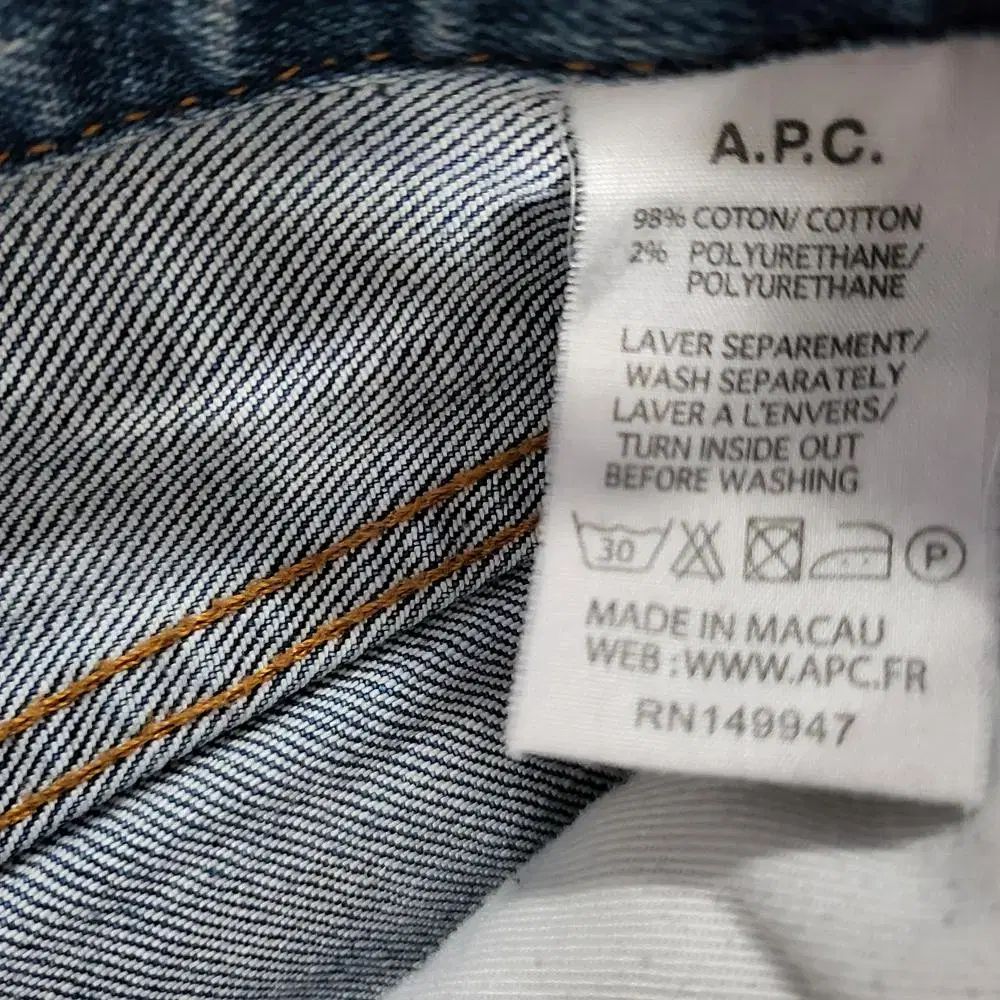 A.P.C.
98% COTON/ COTTON
2% POLYURETHANE/
POLYURETHANE
LAVER SEPAREMENT/
WASH SEPARATELY
LAVER A L'ENVERS/
TURN INSIDE OUT
BEFORE WASHING
30 P
MADE IN MACAU
WEB :WWW.APC.FR
RN149947